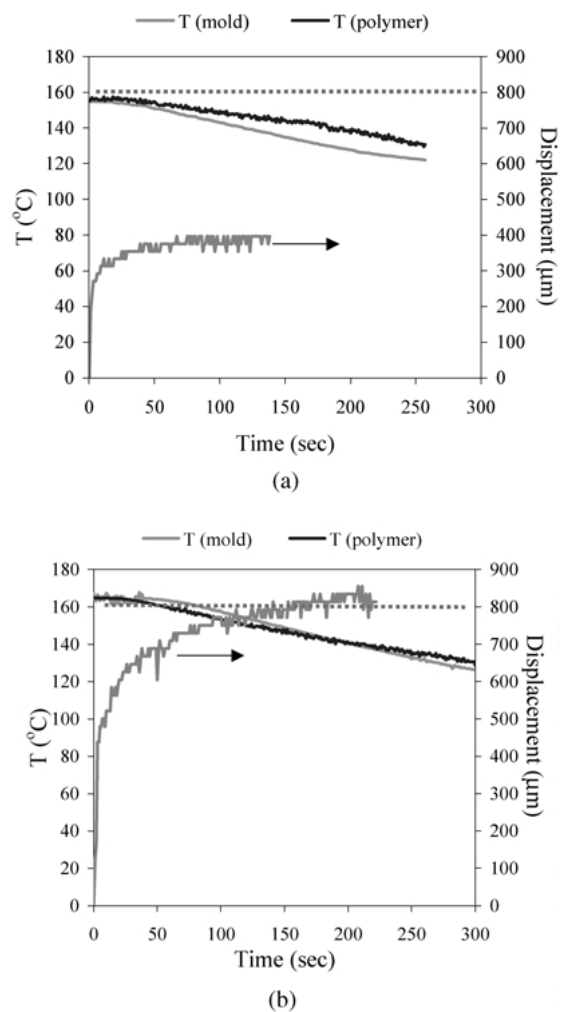 T (mold) T (polymer)
180 900
160 800
140 700
120 600
100 500
80 400
60 300
40 200
20 100
0 0
T (°C)
Displacement (µm)
0 50 100 150 200 250 300
Time (sec)
(a)
T (mold) T (polymer)
180 900
160 800
140 700
120 600
100 500
80 400
60 300
40 200
20 100
0 0
T (°C)
Displacement (µm)
0 50 100 150 200 250 300
Time (sec)
(b)